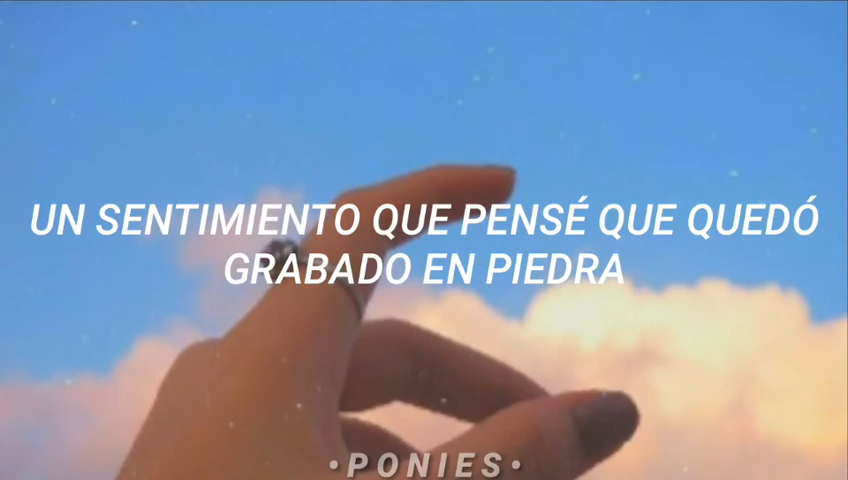 UN SENTIMIENTO QUE PENSÉ QUE QUEDÓ
GRABADO EN PIEDRA
•PONIES•